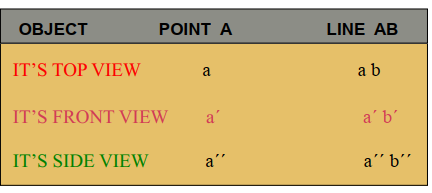 OBJECT POINT A LINE AB
IT’S TOP VIEW a a b
IT’S FRONT VIEW a´ a´ b´
IT’S SIDE VIEW a´´ a´´ b´´